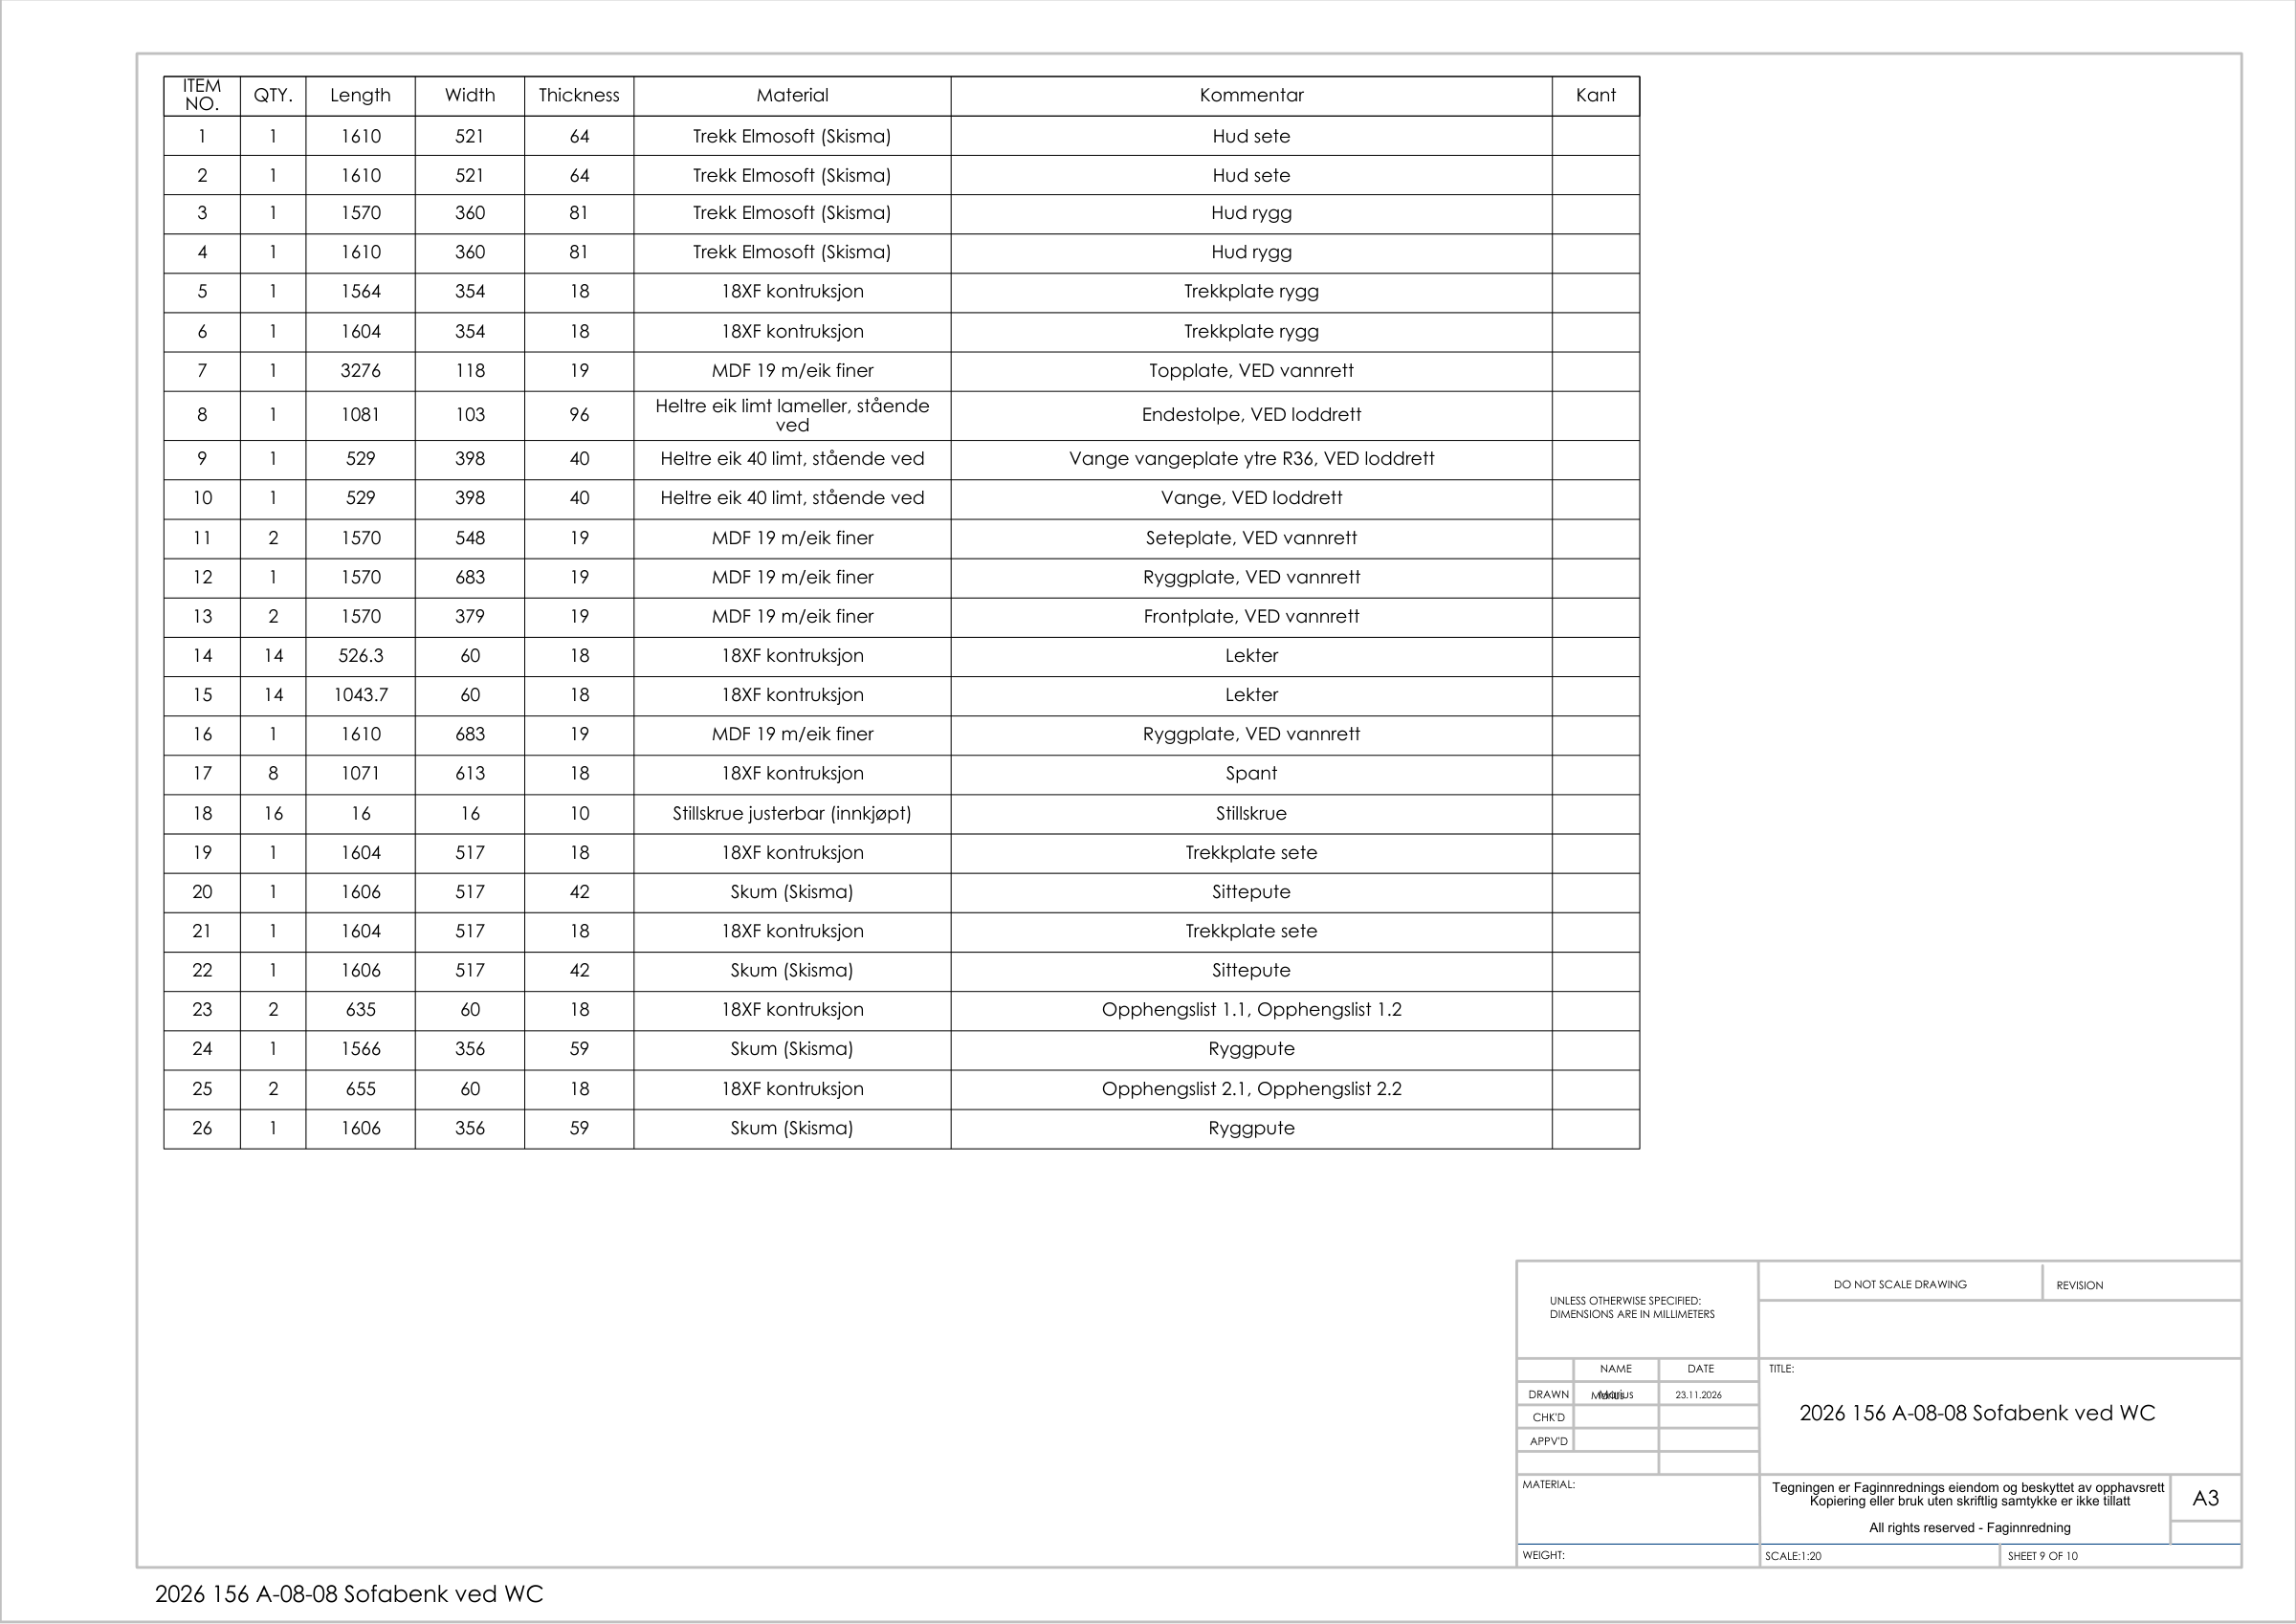 ITEM NO. QTY. Length Width Thickness Material Kommentar Kant
1 1 1610 521 64 Trekk Elmosoft (Skisma) Hud sete
2 1 1610 521 64 Trekk Elmosoft (Skisma) Hud sete
3 1 1570 360 81 Trekk Elmosoft (Skisma) Hud rygg
4 1 1610 360 81 Trekk Elmosoft (Skisma) Hud rygg
5 1 1564 354 18 18XF kontruksjon Trekkplate rygg
6 1 1604 354 18 18XF kontruksjon Trekkplate rygg
7 1 3276 118 19 MDF 19 m/eik finer Topplate, VED vannrett
8 1 1081 103 96 Heltre eik limt lameller, stående ved Endestolpe, VED loddrett
9 1 529 398 40 Heltre eik 40 limt, stående ved Vange vangeplate ytre R36, VED loddrett
10 1 529 398 40 Heltre eik 40 limt, stående ved Vange, VED loddrett
11 2 1570 548 19 MDF 19 m/eik finer Seteplate, VED vannrett
12 1 1570 683 19 MDF 19 m/eik finer Ryggplate, VED vannrett
13 2 1570 379 19 MDF 19 m/eik finer Frontplate, VED vannrett
14 14 526.3 60 18 18XF kontruksjon Lekter
15 14 1043.7 60 18 18XF kontruksjon Lekter
16 1 1610 683 19 MDF 19 m/eik finer Ryggplate, VED vannrett
17 8 1071 613 18 18XF kontruksjon Spant
18 16 16 16 10 Stillskrue justerbar (innkjøpt) Stillskrue
19 1 1604 517 18 18XF kontruksjon Trekkplate sete
20 1 1606 517 42 Skum (Skisma) Sittepute
21 1 1604 517 18 18XF kontruksjon Trekkplate sete
22 1 1606 517 42 Skum (Skisma) Sittepute
23 2 635 60 18 18XF kontruksjon Opphengslist 1.1, Opphengslist 1.2
24 1 1566 356 59 Skum (Skisma) Ryggpute
25 2 655 60 18 18XF kontruksjon Opphengslist 2.1, Opphengslist 2.2
26 1 1606 356 59 Skum (Skisma) Ryggpute
UNLESS OTHERWISE SPECIFIED:
DIMENSIONS ARE IN MILLIMETERS
DO NOT SCALE DRAWING
REVISION
NAME DATE
DRAWN Marius 23.11.2026
CHK'D
APPV'D
TITLE:
2026 156 A-08-08 Sofabenk ved WC
MATERIAL:
Tegningen er Faginnrednings eiendom og beskyttet av opphavsrett
Kopiering eller bruk uten skriftlig samtykke er ikke tillatt
All rights reserved - Faginnredning
A3
WEIGHT:
SCALE:1:20
SHEET 9 OF 10
2026 156 A-08-08 Sofabenk ved WC